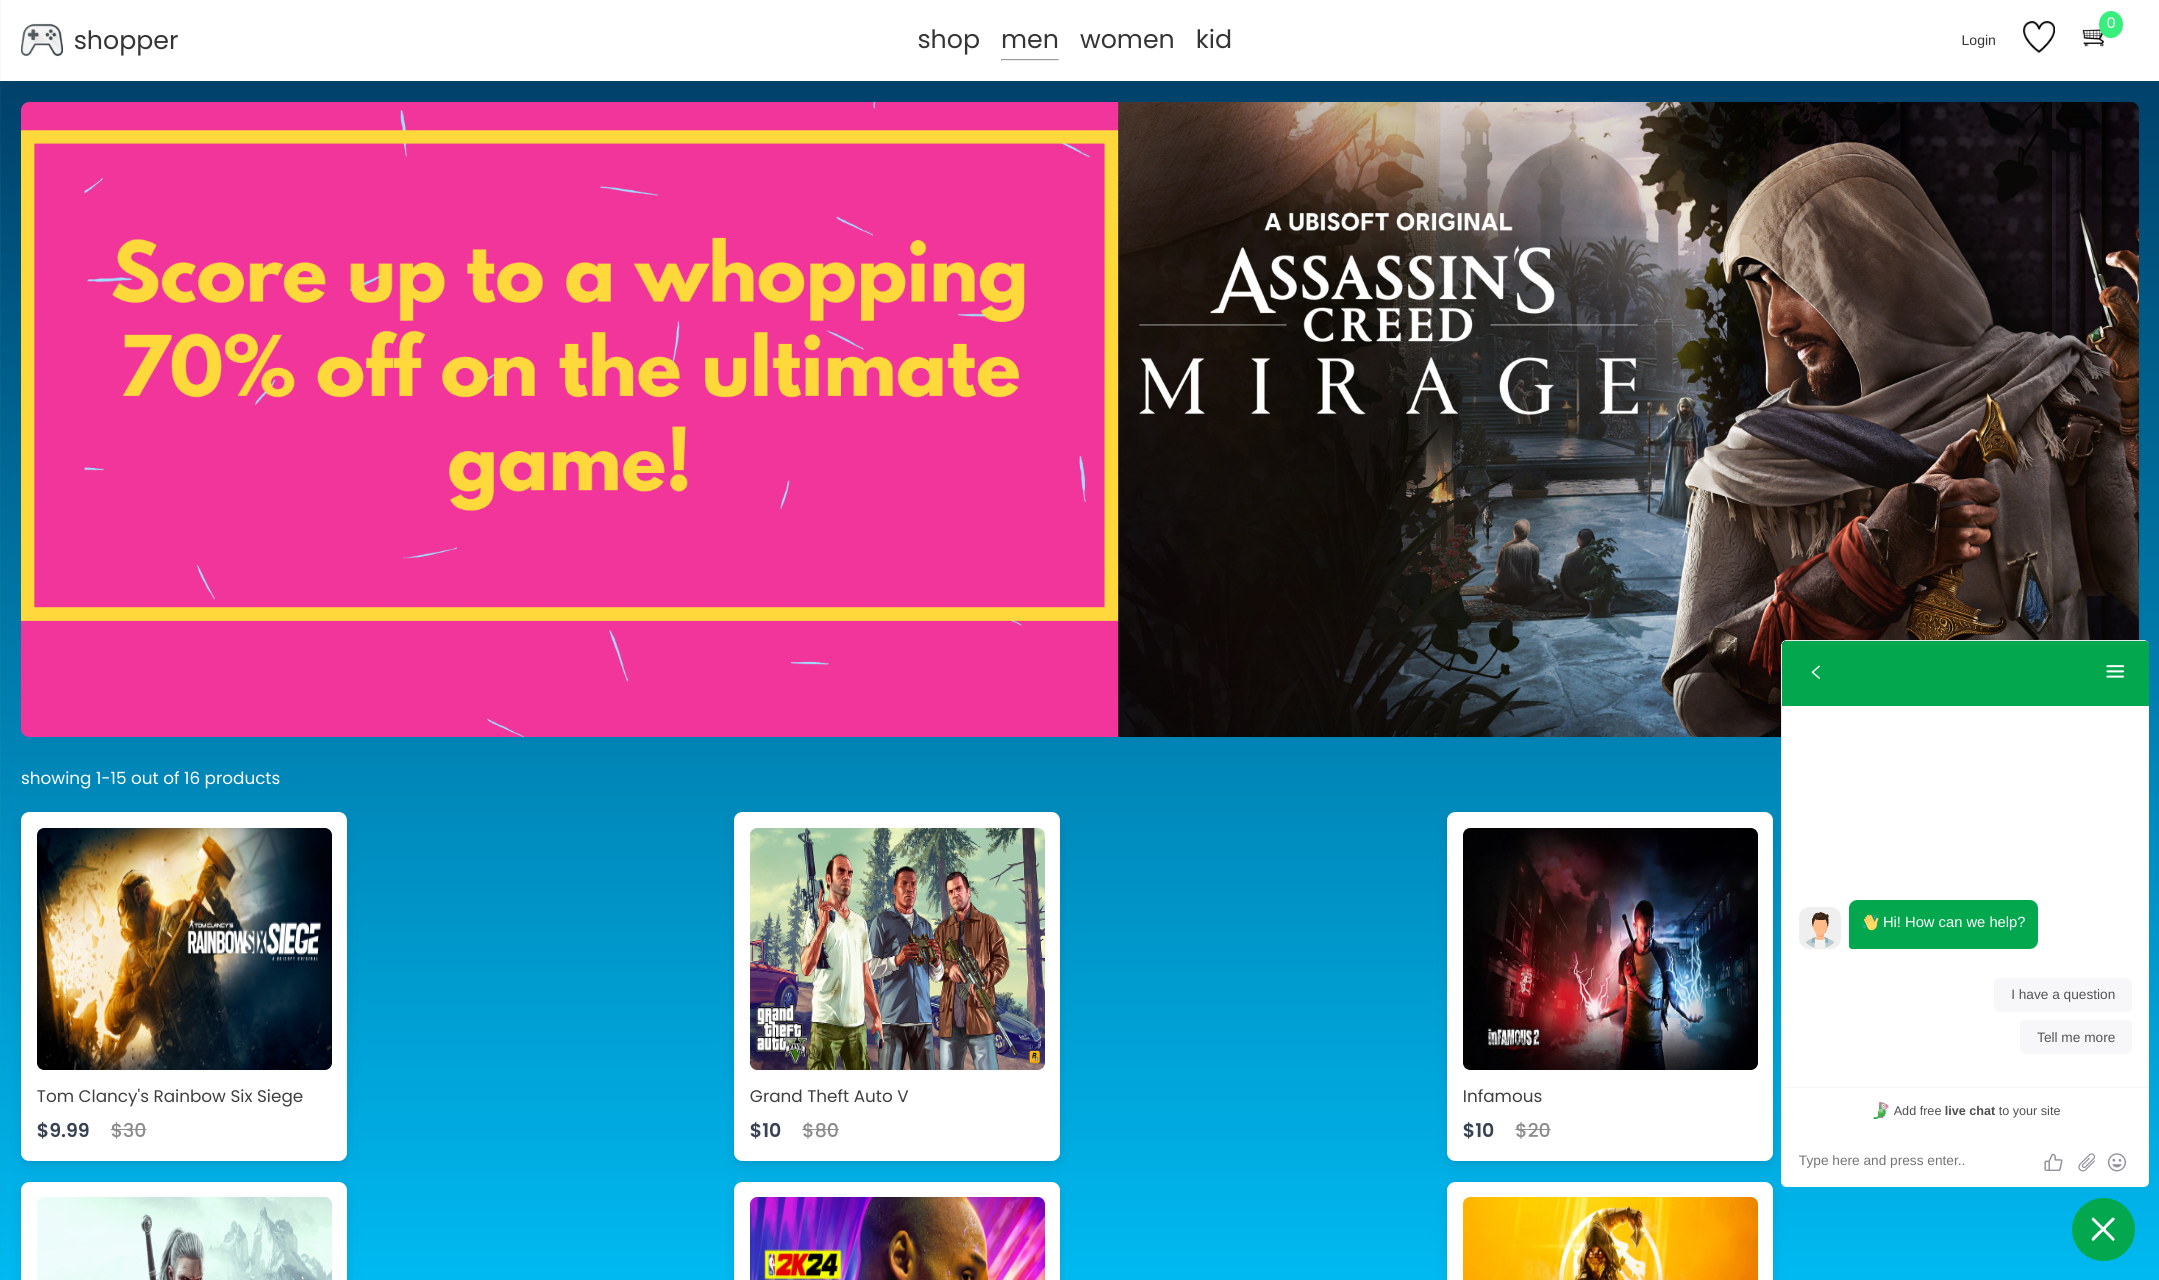 shopper
shop men women kid
Login
0
Score up to a whopping
70% off on the ultimate
game!
A UBISOFT ORIGINAL
ASSASSIN'S
CREED
MIRAGE
showing 1-15 out of 16 products
TOM CLANCY'S
RAINBOWSIX SIEGE
A UBISOFT ORIGINAL
Tom Clancy's Rainbow Six Siege
$9.99 $30
grand
theft
auto
V
R
Grand Theft Auto V
$10 $80
inFAMOUS 2
Infamous
$10 $20
2K24
👋 Hi! How can we help?
I have a question
Tell me more
Add free live chat to your site
Type here and press enter..